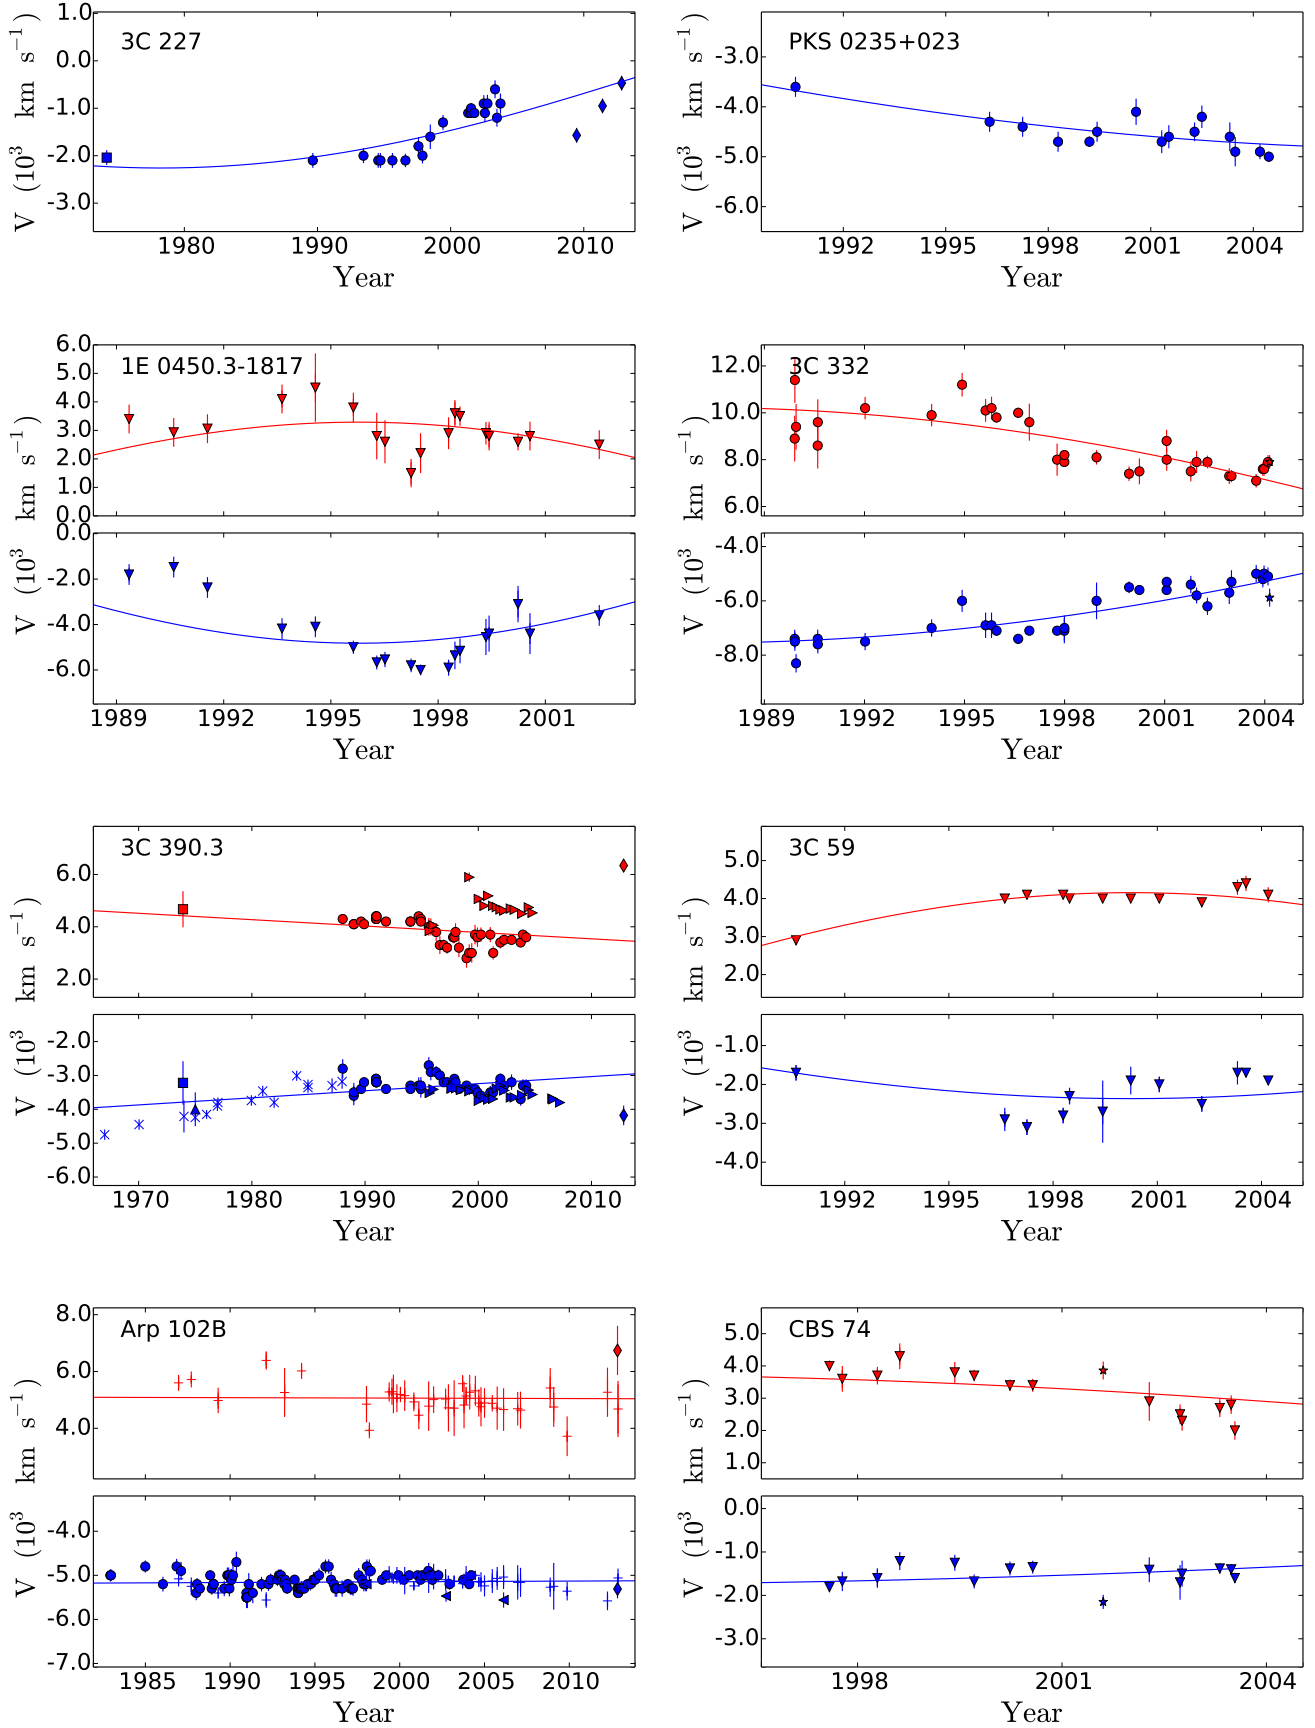 3C 227
1.0
0.0
-1.0
-2.0
-3.0
V (10³ km s⁻¹)
1980 1990 2000 2010
Year
PKS 0235+023
-3.0
-4.0
-5.0
-6.0
V (10³ km s⁻¹)
1992 1995 1998 2001 2004
Year
1E 0450.3-1817
6.0
5.0
4.0
3.0
2.0
1.0
0.0
0.0
-2.0
-4.0
-6.0
V (10³ km s⁻¹)
1989 1992 1995 1998 2001
Year
3C 332
12.0
10.0
8.0
6.0
-4.0
-6.0
-8.0
V (10³ km s⁻¹)
1989 1992 1995 1998 2001 2004
Year
3C 390.3
6.0
4.0
2.0
-2.0
-3.0
-4.0
-5.0
-6.0
V (10³ km s⁻¹)
1970 1980 1990 2000 2010
Year
3C 59
5.0
4.0
3.0
2.0
-1.0
-2.0
-3.0
-4.0
V (10³ km s⁻¹)
1992 1995 1998 2001 2004
Year
Arp 102B
8.0
6.0
4.0
-4.0
-5.0
-6.0
-7.0
V (10³ km s⁻¹)
1985 1990 1995 2000 2005 2010
Year
CBS 74
5.0
4.0
3.0
2.0
1.0
0.0
-1.0
-2.0
-3.0
V (10³ km s⁻¹)
1998 2001 2004
Year